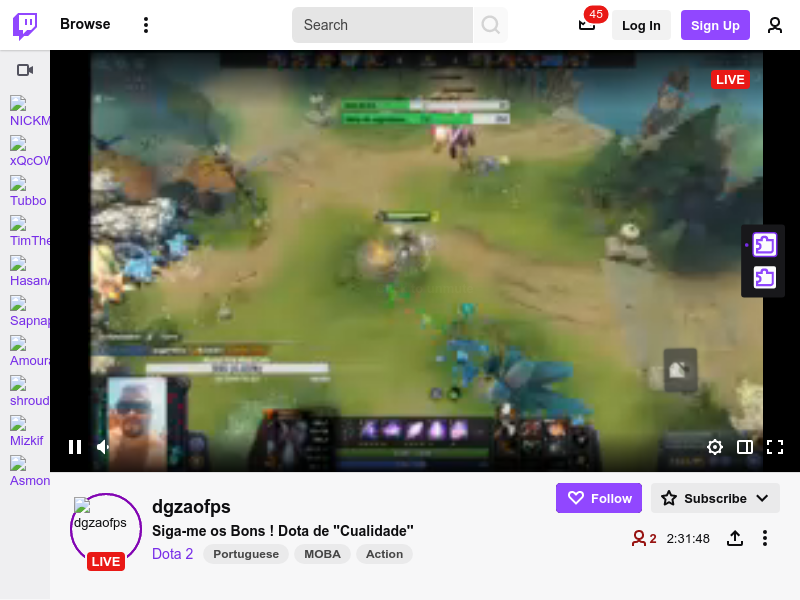 Browse
Search
45
Log In
Sign Up
NICKM
xQcOW
Tubbo
TimThe
HasanA
Sapnap
Amoura
shroud
Mizkif
Asmon
LIVE
dgzaofps
LIVE
dgzaofps
Siga-me os Bons ! Dota de "Cualidade"
Dota 2
Portuguese
MOBA
Action
Follow
Subscribe
2
2:31:48